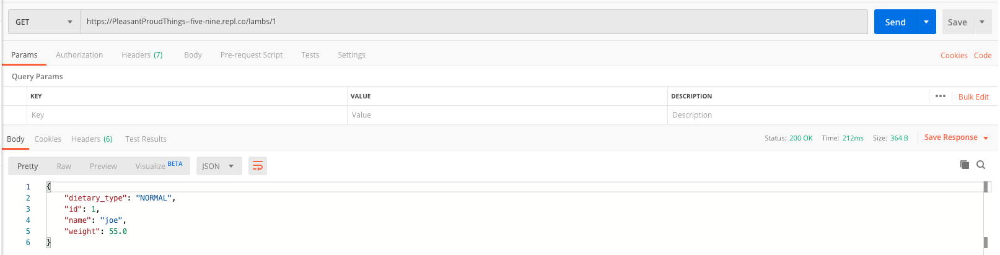 GET https://PleasantProudThings--five-nine.repl.co/lambs/1 Send Save
Params Authorization Headers (7) Body Pre-request Script Tests Settings Cookies Code
Query Params
KEY VALUE DESCRIPTION ••• Bulk Edit
Key Value Description
Body Cookies Headers (6) Test Results Status: 200 OK Time: 212ms Size: 364 B Save Response
Pretty Raw Preview Visualize BETA JSON
1 {
2 "dietary_type": "NORMAL",
3 "id": 1,
4 "name": "joe",
5 "weight": 55.0
6 }